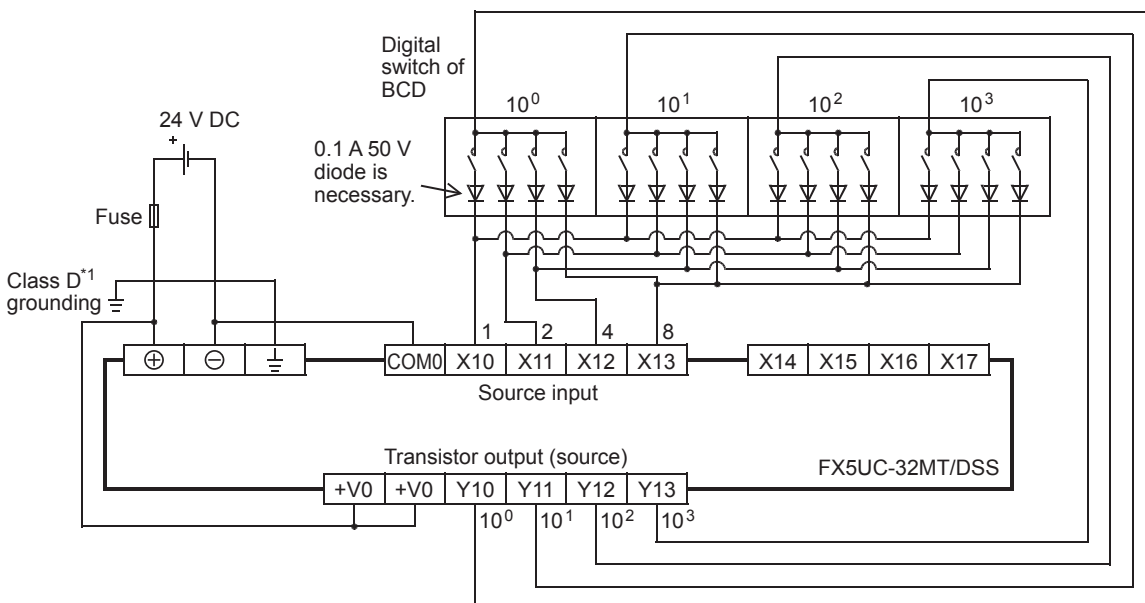 Digital
switch of
BCD
10⁰ 10¹ 10² 10³
24 V DC
+
0.1 A 50 V
diode is
necessary.
Fuse
Class D*1
grounding
1 2 4 8
COM0 X10 X11 X12 X13 X14 X15 X16 X17
Source input
Transistor output (source)
FX5UC-32MT/DSS
+V0 +V0 Y10 Y11 Y12 Y13
10⁰ 10¹ 10² 10³